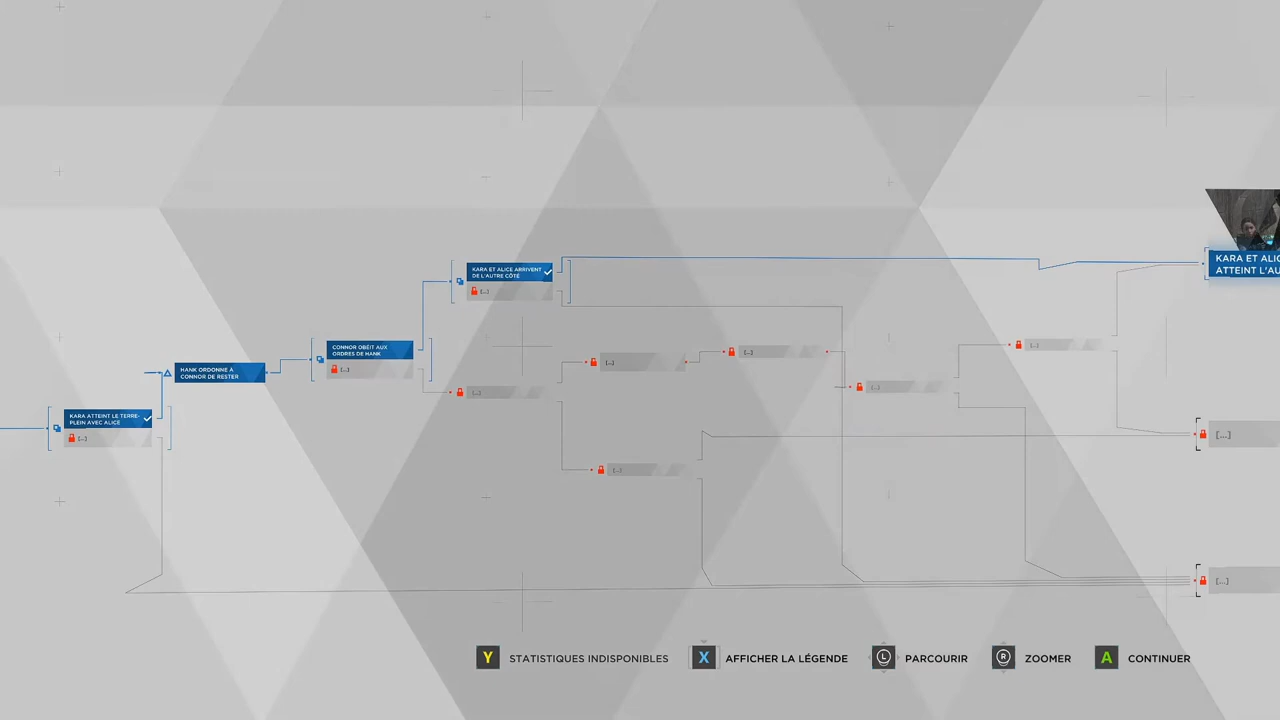 KARA ET ALICE ARRIVENT
DE L'AUTRE CÔTÉ
[...]
KARA ET ALIC
ATTEINT L'AU
CONNOR OBÉIT AUX
ORDRES DE HANK
[...]
HANK ORDONNE À
CONNOR DE RESTER
[...]
[...]
[...]
[...]
[...]
KARA ATTEINT LE TERRE-
PLEIN AVEC ALICE
[...]
[...]
[...]
[...]
Y STATISTIQUES INDISPONIBLES
X AFFICHER LA LÉGENDE
L PARCOURIR
R ZOOMER
A CONTINUER